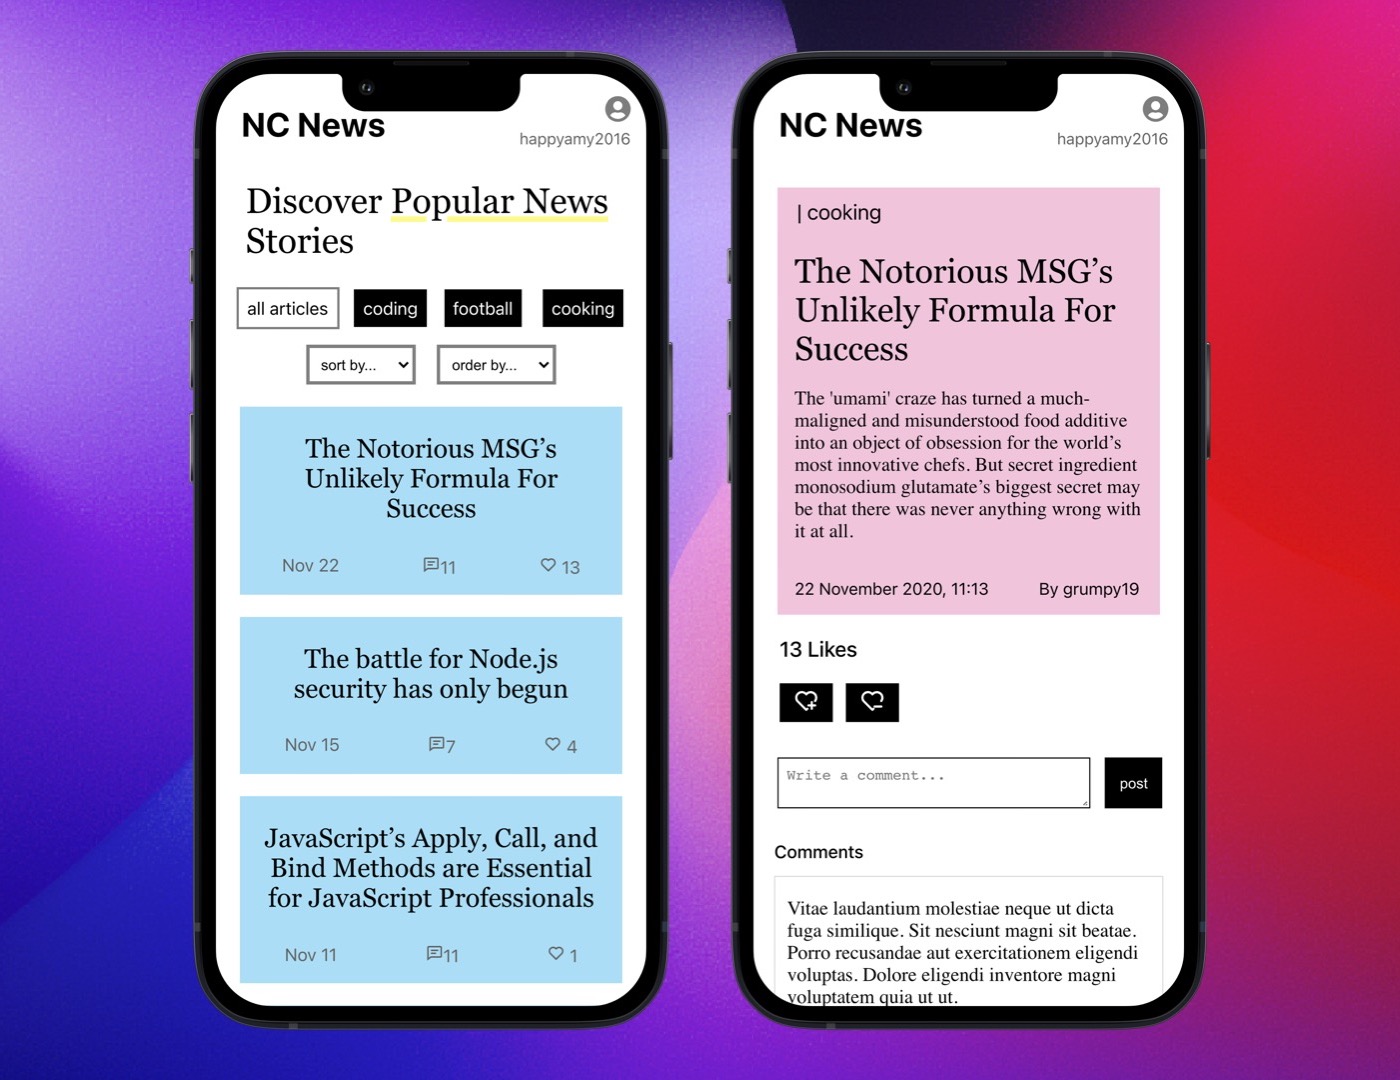 NC News
happyamy2016
Discover Popular News
Stories
all articles
coding
football
cooking
sort by...
order by...
The Notorious MSG’s
Unlikely Formula For
Success
Nov 22
11
13
The battle for Node.js
security has only begun
Nov 15
7
4
JavaScript’s Apply, Call, and
Bind Methods are Essential
for JavaScript Professionals
Nov 11
11
1
NC News
happyamy2016
| cooking
The Notorious MSG’s
Unlikely Formula For
Success
The 'umami' craze has turned a much-
maligned and misunderstood food additive
into an object of obsession for the world’s
most innovative chefs. But secret ingredient
monosodium glutamate’s biggest secret may
be that there was never anything wrong with
it at all.
22 November 2020, 11:13
By grumpy19
13 Likes
Write a comment...
post
Comments
Vitae laudantium molestiae neque ut dicta
fuga similique. Sit nesciunt magni sit beatae.
Porro recusandae aut exercitationem eligendi
voluptas. Dolore eligendi inventore magni
voluptatem quia ut ut.